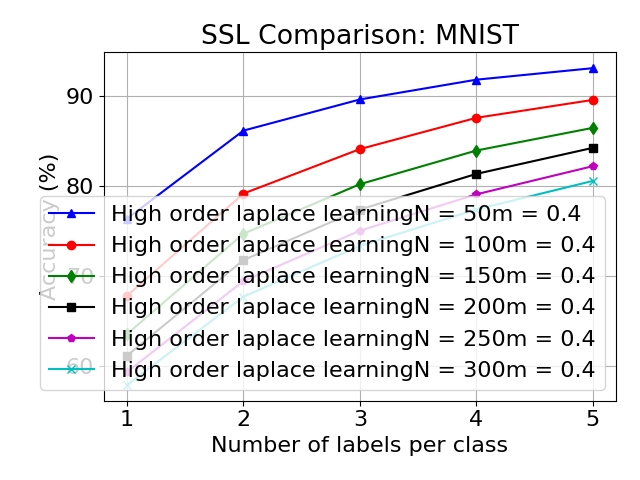 SSL Comparison: MNIST
90
80
70
60
Accuracy (%)
High order laplace learningN = 50m = 0.4
High order laplace learningN = 100m = 0.4
High order laplace learningN = 150m = 0.4
High order laplace learningN = 200m = 0.4
High order laplace learningN = 250m = 0.4
High order laplace learningN = 300m = 0.4
1 2 3 4 5
Number of labels per class